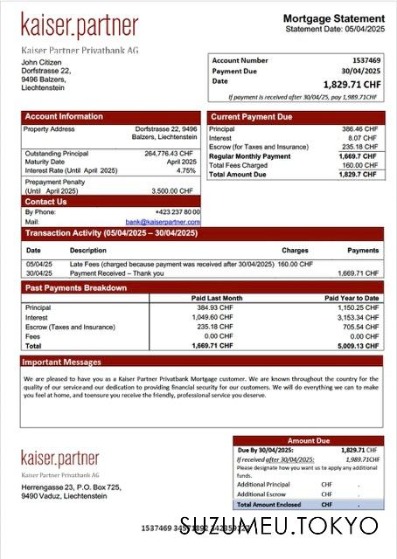 kaiser.partner
Kaiser Partner Privatbank AG
Mortgage Statement
Statement Date: 05/04/2025
John Citizen
Dorfstrasse 22,
9496 Balzers,
Liechtenstein
Account Number 1537469
Payment Due 30/04/2025
Date
1,829.71 CHF
If payment is received after 30/04/25, pay 1,989.71CHF
Account Information
Property Address Dorfstrasse 22, 9496
Balzers, Liechtenstein
Outstanding Principal 264,776.43 CHF
Maturity Date April 2025
Interest Rate (Until April 2025) 4.75%
Prepayment Penalty
(Until April 2025) 3,500.00 CHF
Contact Us
By Phone: +423 237 80 00
Mail: bank@kaiserpartner.com
Current Payment Due
Principal 386.46 CHF
Interest 8.07 CHF
Escrow (for Taxes and Insurance) 235.18 CHF
Regular Monthly Payment 1,669.7 CHF
Total Fees Charged 160.00 CHF
Total Amount Due 1,829.7 CHF
Transaction Activity (05/04/2025 – 30/04/2025)
Date Description Charges Payments
05/04/25 Late Fees (charged because payment was received after 30/04/2025) 160.00 CHF
30/04/25 Payment Received – Thank you 1,669.71 CHF
Past Payments Breakdown
Paid Last Month Paid Year to Date
Principal 384.93 CHF 1,150.25 CHF
Interest 1,049.60 CHF 3,153.34 CHF
Escrow (Taxes and Insurance) 235.18 CHF 705.54 CHF
Fees 0.00 CHF 0.00 CHF
Total 1,669.71 CHF 5,009.13 CHF
Important Messages
We are pleased to have you as a Kaiser Partner Privatbank Mortgage customer. We are known throughout the country for the
quality of our service and our dedication to providing financial security for our customers. We will do everything we can to make
you feel at home, and toensure you receive the friendly, professional service you deserve.
kaiser.partner
Kaiser Partner Privatbank AG
Herrengasse 23, P.O. Box 725,
9490 Vaduz, Liechtenstein
Amount Due
Due By 30/04/2025: 1,829.71 CHF
If received after 30/04/25: 1,989.71CHF
Please designate how you want us to apply any additional
funds.
Additional Principal CHF .
Additional Escrow CHF .
Total Amount Enclosed CHF .
1537469
SUZUMEU.TOKYO